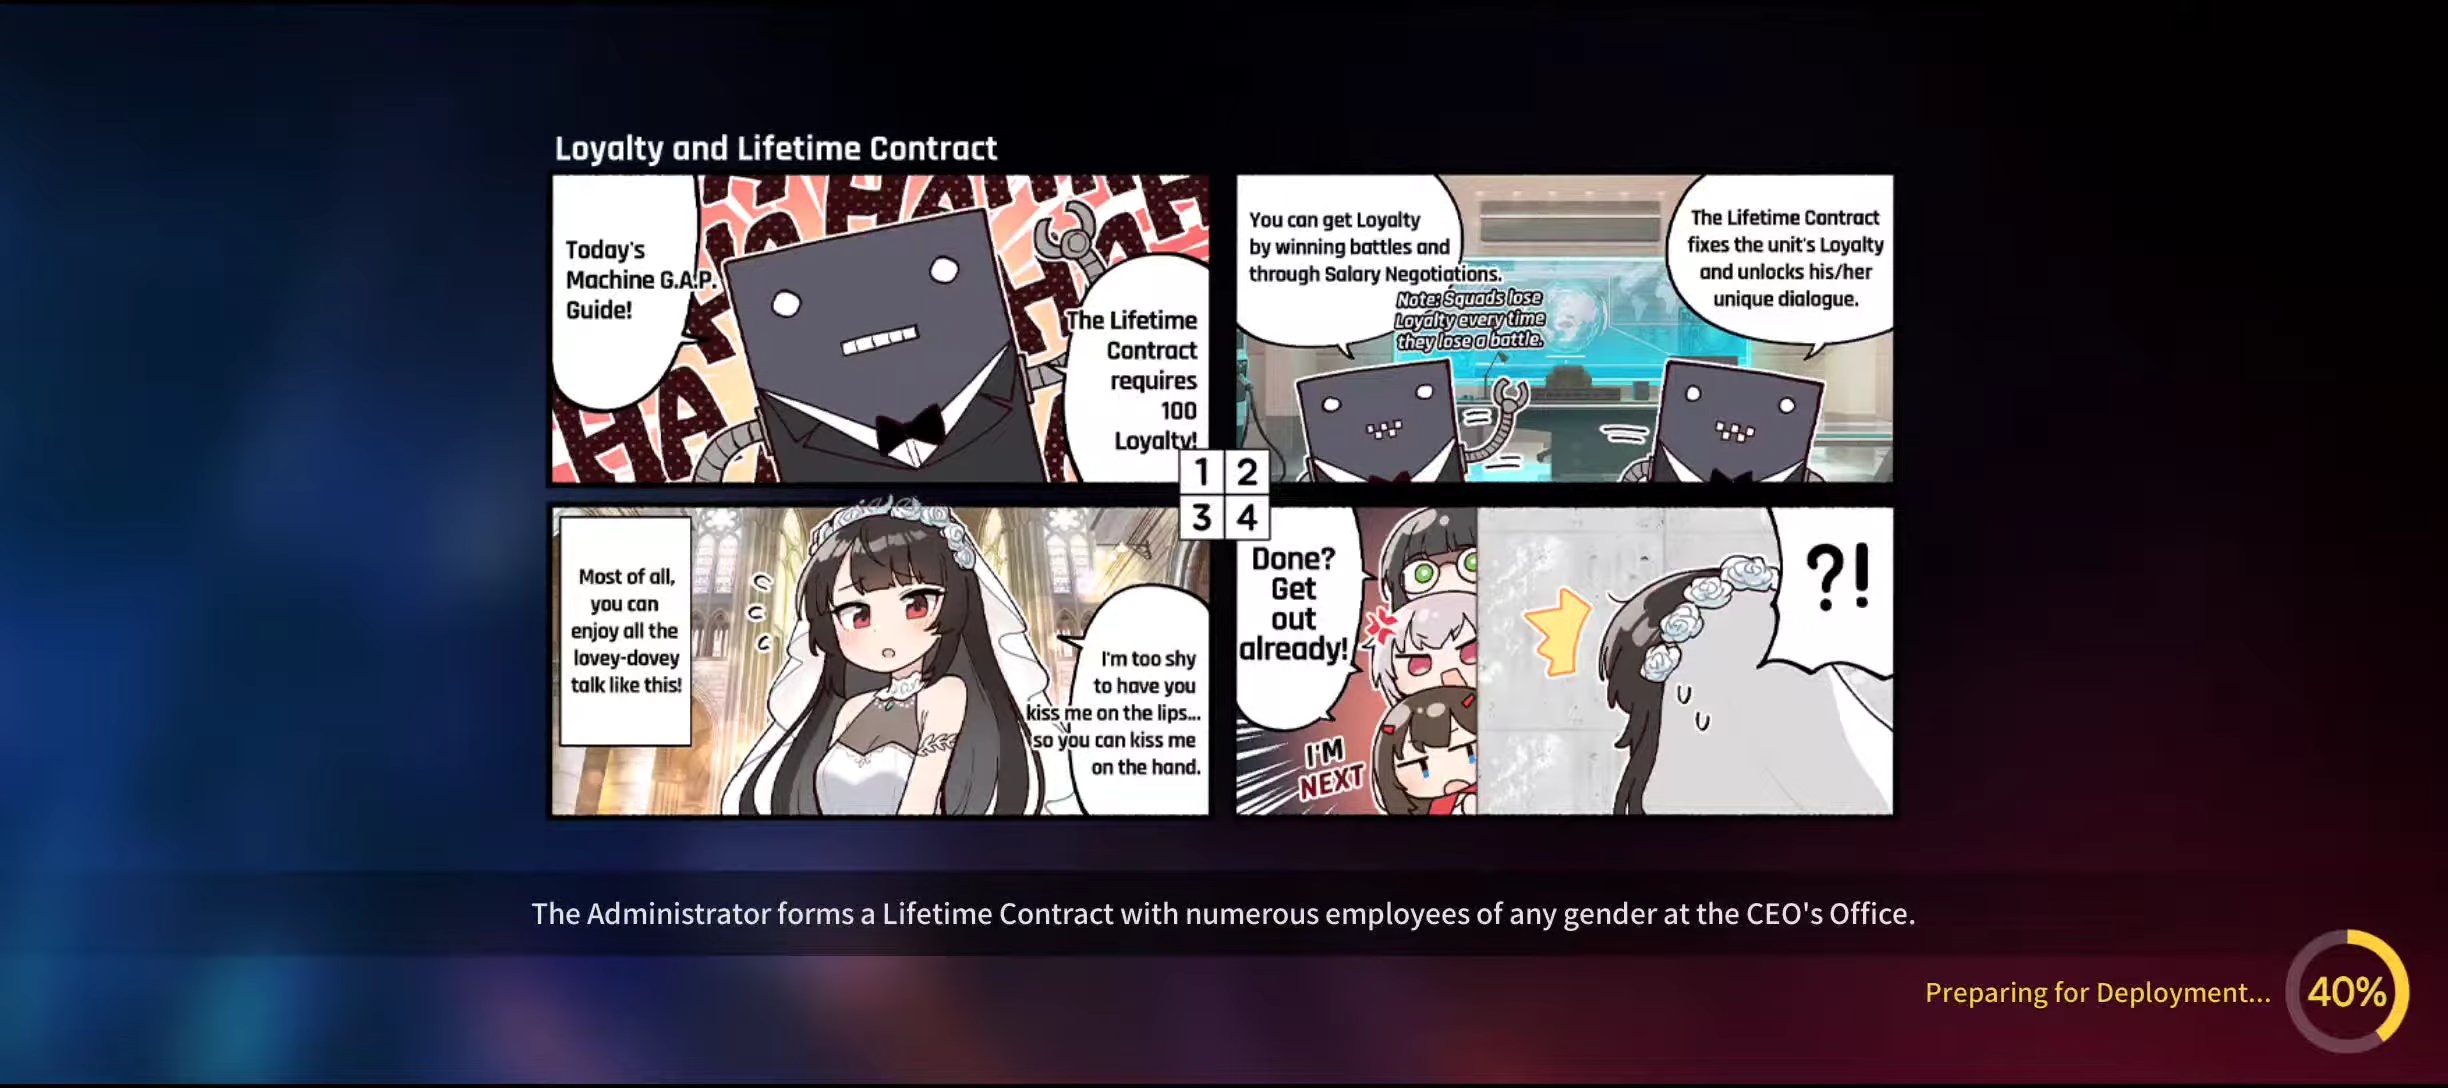 Loyalty and Lifetime Contract
Today's
Machine G.A.P.
Guide!
HAHAHA
HA
The Lifetime
Contract
requires
100
Loyalty!
You can get Loyalty
by winning battles and
through Salary Negotiations.
Note: Squads lose
Loyalty every time
they lose a battle.
The Lifetime Contract
fixes the unit's Loyalty
and unlocks his/her
unique dialogue.
1 2
3 4
Most of all,
you can
enjoy all the
lovey-dovey
talk like this!
I'm too shy
to have you
kiss me on the lips...
so you can kiss me
on the hand.
Done?
Get
out
already!
I'M
NEXT
?!
The Administrator forms a Lifetime Contract with numerous employees of any gender at the CEO's Office.
Preparing for Deployment...
40%